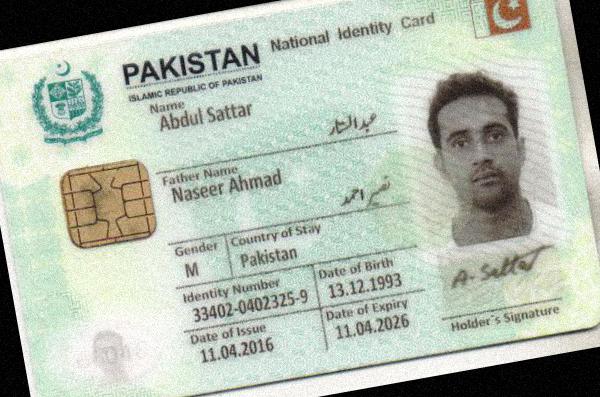 PAKISTAN National Identity Card
ISLAMIC REPUBLIC OF PAKISTAN
Name
Abdul Sattar
عبدالستار
Father Name
Naseer Ahmad
نصیر احمد
Gender Country of Stay
M Pakistan
Identity Number Date of Birth
33402-0402325-9 13.12.1993
Date of Issue Date of Expiry
11.04.2016 11.04.2026
A. Sattar
Holder's Signature